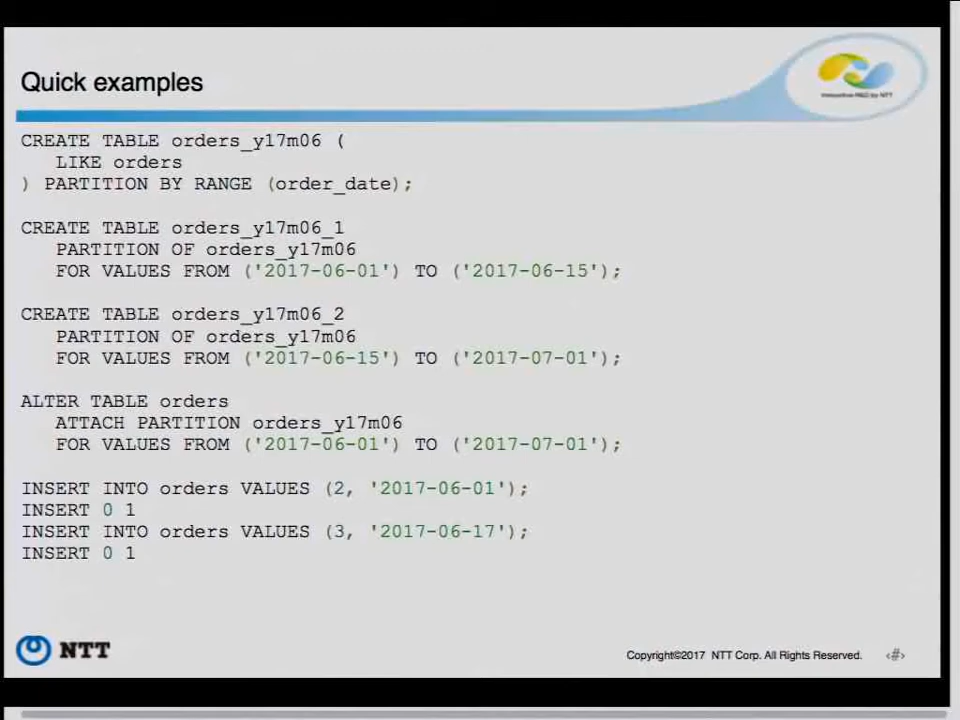 Quick examples
Innovative R&D by NTT
CREATE TABLE orders_y17m06 (
LIKE orders
) PARTITION BY RANGE (order_date);
CREATE TABLE orders_y17m06_1
PARTITION OF orders_y17m06
FOR VALUES FROM ('2017-06-01') TO ('2017-06-15');
CREATE TABLE orders_y17m06_2
PARTITION OF orders_y17m06
FOR VALUES FROM ('2017-06-15') TO ('2017-07-01');
ALTER TABLE orders
ATTACH PARTITION orders_y17m06
FOR VALUES FROM ('2017-06-01') TO ('2017-07-01');
INSERT INTO orders VALUES (2, '2017-06-01');
INSERT 0 1
INSERT INTO orders VALUES (3, '2017-06-17');
INSERT 0 1
NTT
Copyright©2017 NTT Corp. All Rights Reserved.
‹#›